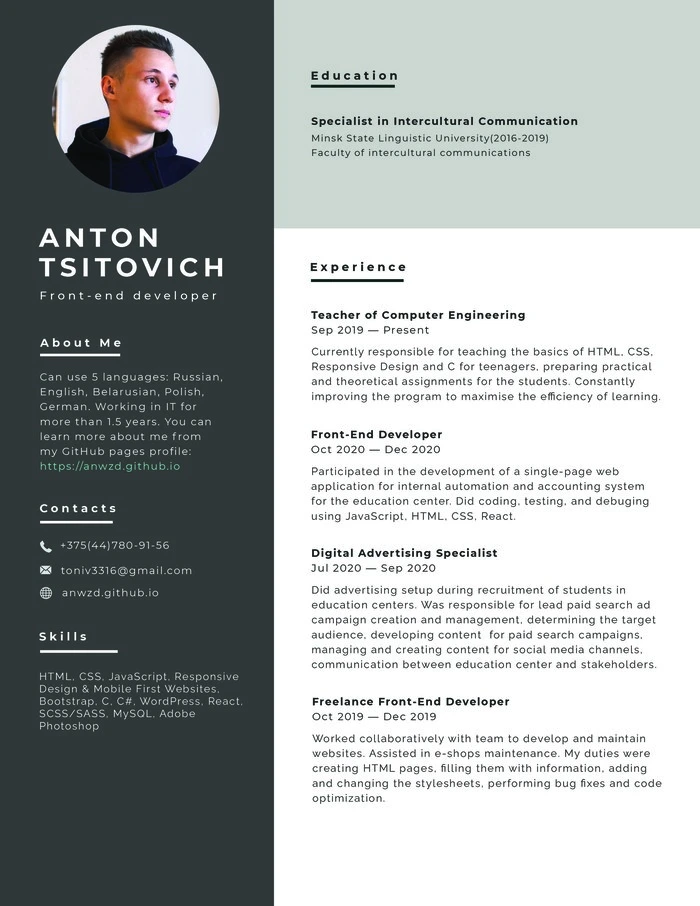 ANTON
TSITOVICH
Front-end developer
About Me
Can use 5 languages: Russian,
English, Belarusian, Polish,
German. Working in IT for
more than 1.5 years. You can
learn more about me from
my GitHub pages profile:
https://anwzd.github.io
Contacts
+375(44)780-91-56
toniv3316@gmail.com
anwzd.github.io
Skills
HTML, CSS, JavaScript, Responsive
Design & Mobile First Websites,
Bootstrap, C, C#, WordPress, React,
SCSS/SASS, MySQL, Adobe
Photoshop
Education
Specialist in Intercultural Communication
Minsk State Linguistic University(2016-2019)
Faculty of intercultural communications
Experience
Teacher of Computer Engineering
Sep 2019 — Present
Currently responsible for teaching the basics of HTML, CSS,
Responsive Design and C for teenagers, preparing practical
and theoretical assignments for the students. Constantly
improving the program to maximise the efficiency of learning.
Front-End Developer
Oct 2020 — Dec 2020
Participated in the development of a single-page web
application for internal automation and accounting system
for the education center. Did coding, testing, and debuging
using JavaScript, HTML, CSS, React.
Digital Advertising Specialist
Jul 2020 — Sep 2020
Did advertising setup during recruitment of students in
education centers. Was responsible for lead paid search ad
campaign creation and management, determining the target
audience, developing content for paid search campaigns,
managing and creating content for social media channels,
communication between education center and stakeholders.
Freelance Front-End Developer
Oct 2019 — Dec 2019
Worked collaboratively with team to develop and maintain
websites. Assisted in e-shops maintenance. My duties were
creating HTML pages, filling them with information, adding
and changing the stylesheets, performing bug fixes and code
optimization.